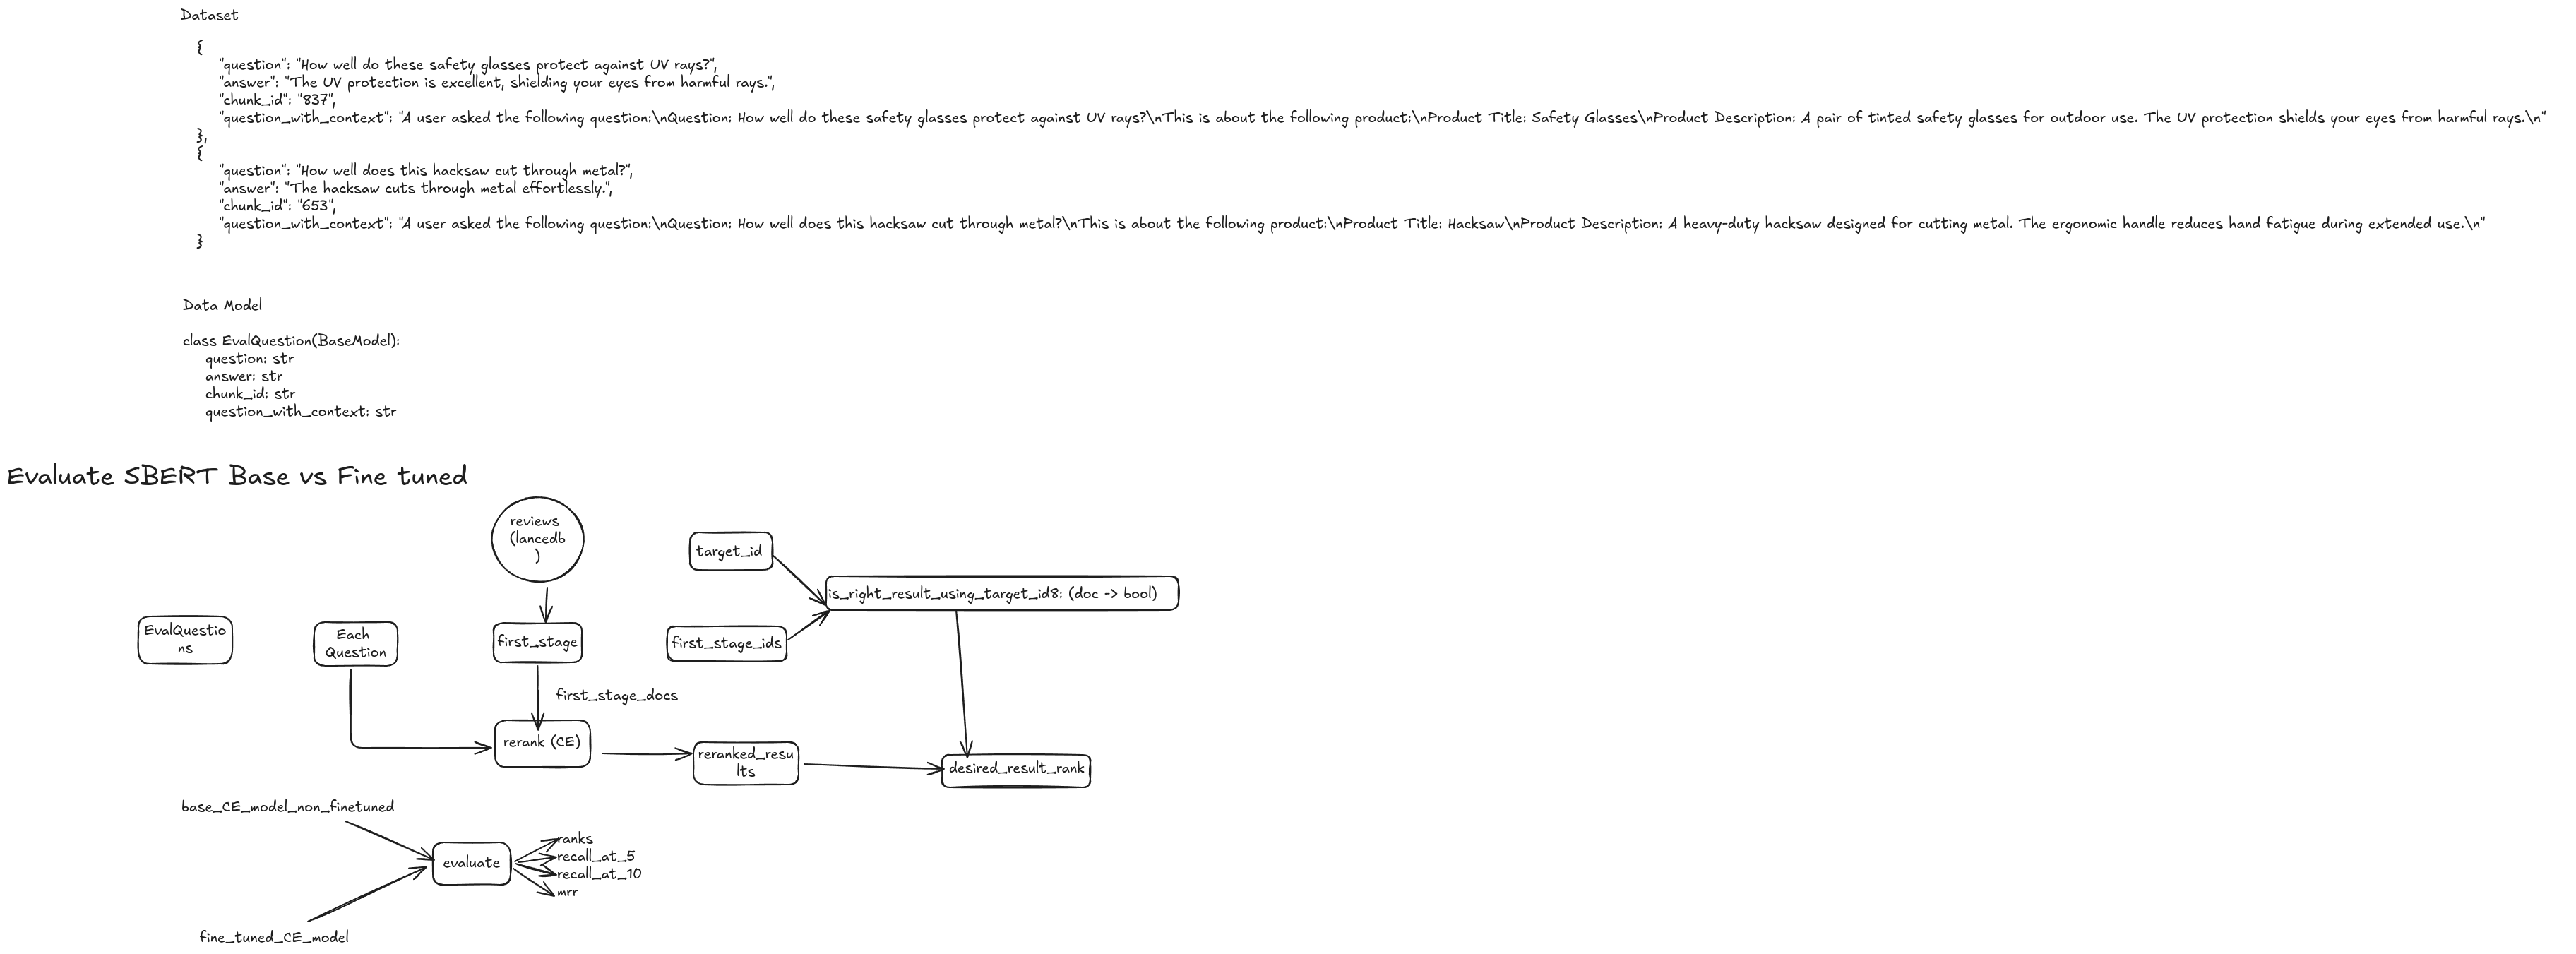 Dataset
{
"question": "How well do these safety glasses protect against UV rays?",
"answer": "The UV protection is excellent, shielding your eyes from harmful rays.",
"chunk_id": "837",
"question_with_context": "A user asked the following question:\nQuestion: How well do these safety glasses protect against UV rays?\nThis is about the following product:\nProduct Title: Safety Glasses\nProduct Description: A pair of tinted safety glasses for outdoor use. The UV protection shields your eyes from harmful rays.\n"
},
{
"question": "How well does this hacksaw cut through metal?",
"answer": "The hacksaw cuts through metal effortlessly.",
"chunk_id": "653",
"question_with_context": "A user asked the following question:\nQuestion: How well does this hacksaw cut through metal?\nThis is about the following product:\nProduct Title: Hacksaw\nProduct Description: A heavy-duty hacksaw designed for cutting metal. The ergonomic handle reduces hand fatigue during extended use.\n"
}
Data Model
class EvalQuestion(BaseModel):
question: str
answer: str
chunk_id: str
question_with_context: str
Evaluate SBERT Base vs Fine tuned
reviews
(lancedb
)
target_id
is_right_result_using_target_id8: (doc -> bool)
EvalQuestio
ns
Each
Question
first_stage
first_stage_ids
first_stage_docs
rerank (CE)
reranked_resu
lts
desired_result_rank
base_CE_model_non_finetuned
evaluate
ranks
recall_at_5
recall_at_10
mrr
fine_tuned_CE_model